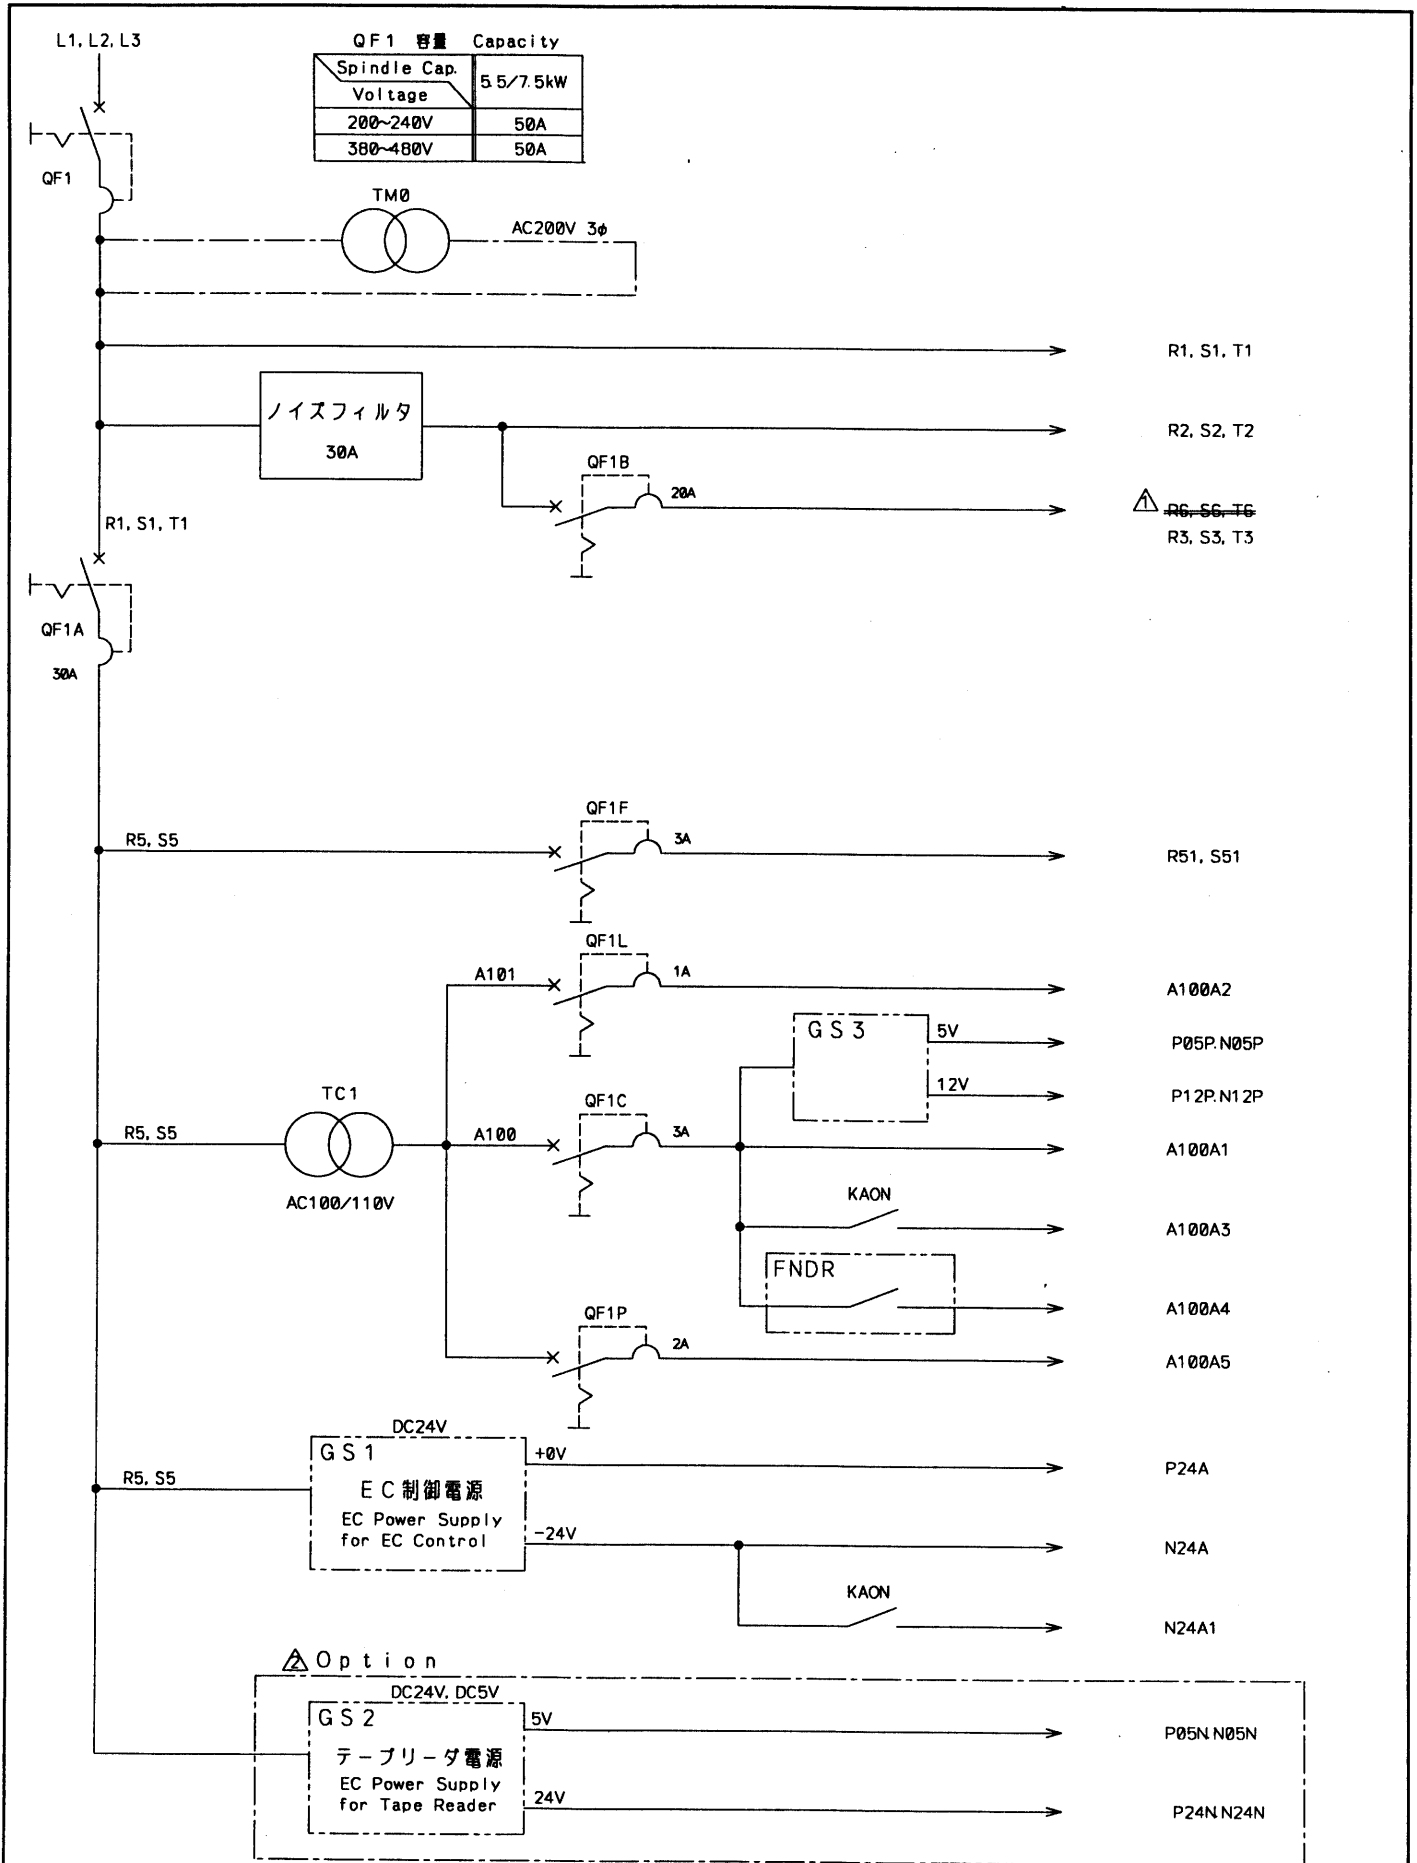 L1, L2, L3
QF1 容量 Capacity
Spindle Cap.
Voltage
5.5/7.5kW
200~240V 50A
380~480V 50A
QF1
TM0
AC200V 3φ
R1, S1, T1
ノイズフィルタ
30A
R2, S2, T2
QF1B
20A
1 R6, S6, T6
R3, S3, T3
R1, S1, T1
QF1A
30A
QF1F
R5, S5
3A
R51, S51
QF1L
A101
1A
A100A2
GS3
5V
P05P.N05P
12V
P12P.N12P
TC1
QF1C
R5, S5
A100
3A
A100A1
AC100/110V
KAON
A100A3
FNDR
A100A4
QF1P
2A
A100A5
DC24V
GS1
+0V
P24A
R5, S5
EC制御電源
EC Power Supply
for EC Control
-24V
N24A
KAON
N24A1
2 Option
DC24V, DC5V
GS2
5V
P05N.N05N
テープリーダ電源
EC Power Supply
for Tape Reader
24V
P24N.N24N